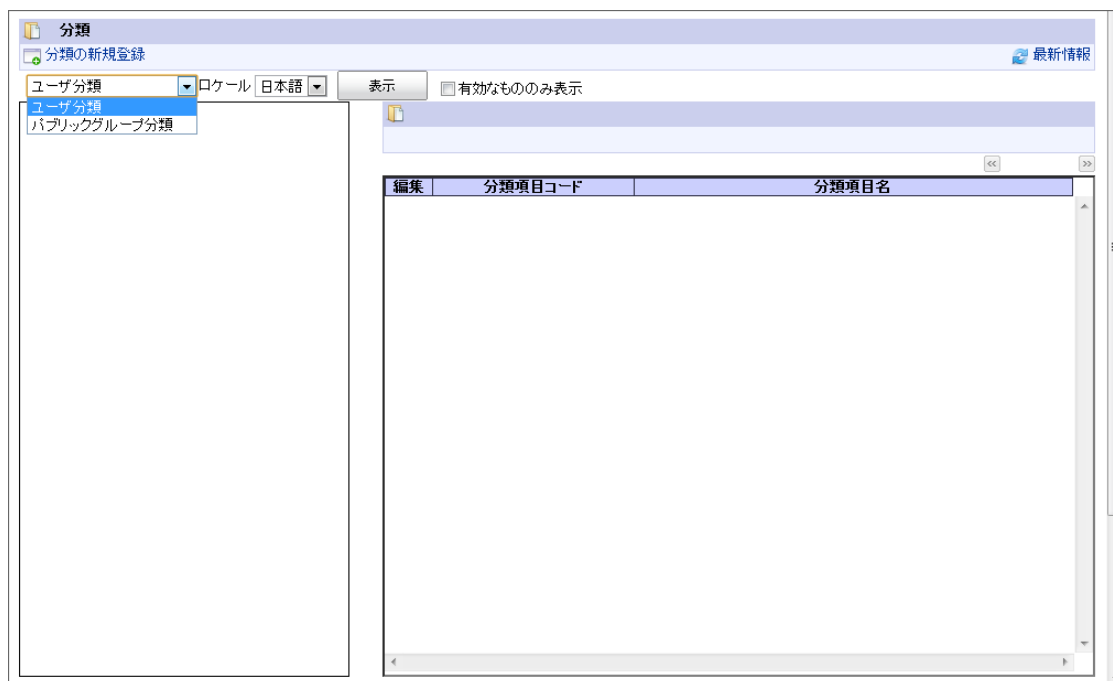 分類
分類の新規登録 最新情報
ユーザ分類 ロケール 日本語 表示 有効なもののみ表示
ユーザ分類
パブリックグループ分類
<< >>
編集 分類項目コード 分類項目名